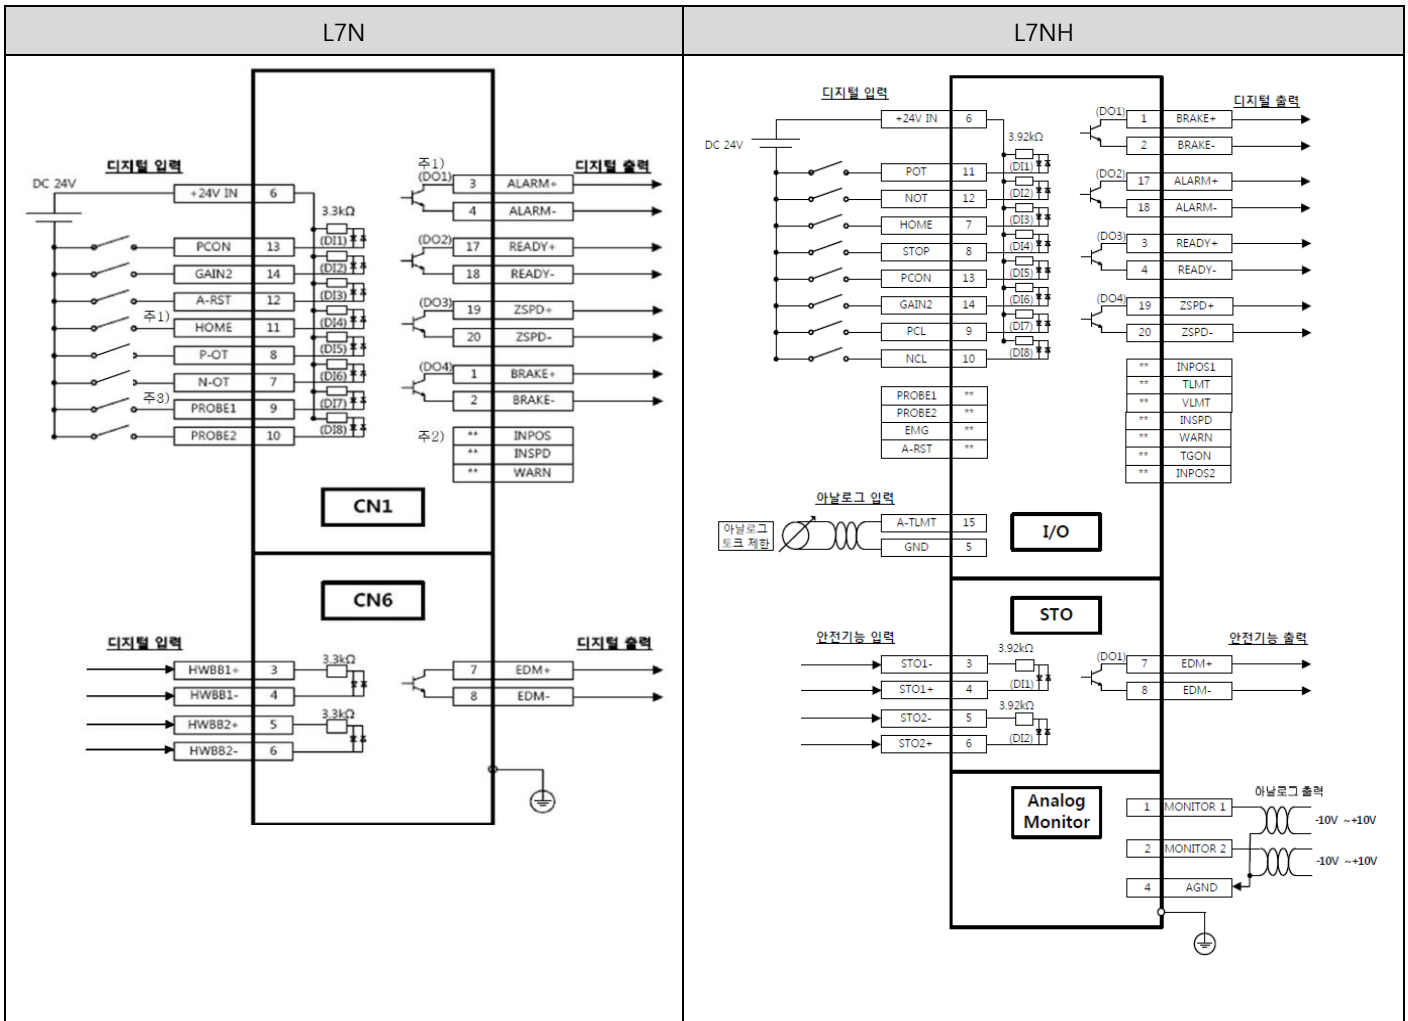 L7N
L7NH
디지털 입력
DC 24V
+24V IN 6
3.3kΩ
PCON 13 (DI1)
GAIN2 14 (DI2)
A-RST 12 (DI3)
주1)
HOME 11 (DI4)
P-OT 8 (DI5)
N-OT 7 (DI6)
주3)
PROBE1 9 (DI7)
PROBE2 10 (DI8)
주1)
디지털 출력
(DO1) 3 ALARM+
4 ALARM-
(DO2) 17 READY+
18 READY-
(DO3) 19 ZSPD+
20 ZSPD-
(DO4) 1 BRAKE+
2 BRAKE-
주2) ** INPOS
** INSPD
** WARN
CN1
CN6
디지털 입력
HWBB1+ 3 3.3kΩ
HWBB1- 4
HWBB2+ 5 3.3kΩ
HWBB2- 6
디지털 출력
7 EDM+
8 EDM-
디지털 입력
DC 24V
+24V IN 6
3.92kΩ
POT 11 (DI1)
NOT 12 (DI2)
HOME 7 (DI3)
STOP 8 (DI4)
PCON 13 (DI5)
GAIN2 14 (DI6)
PCL 9 (DI7)
NCL 10 (DI8)
PROBE1 **
PROBE2 **
EMG **
A-RST **
디지털 출력
(DO1) 1 BRAKE+
2 BRAKE-
(DO2) 17 ALARM+
18 ALARM-
(DO3) 3 READY+
4 READY-
(DO4) 19 ZSPD+
20 ZSPD-
** INPOS1
** TLMT
** VLMT
** INSPD
** WARN
** TGON
** INPOS2
아날로그 입력
아날로그
토크 제한
A-TLMT 15
GND 5
I/O
STO
안전기능 입력
STO1- 3 3.92kΩ
STO1+ 4 (DI1)
STO2- 5 3.92kΩ
STO2+ 6 (DI2)
안전기능 출력
(DO1) 7 EDM+
8 EDM-
Analog
Monitor
아날로그 출력
1 MONITOR 1 -10V ~+10V
2 MONITOR 2 -10V ~+10V
4 AGND